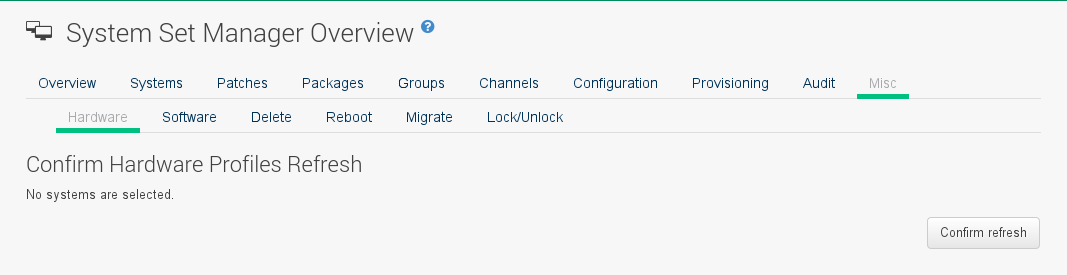 System Set Manager Overview ?
Overview Systems Patches Packages Groups Channels Configuration Provisioning Audit Misc
Hardware Software Delete Reboot Migrate Lock/Unlock
Confirm Hardware Profiles Refresh
No systems are selected.
Confirm refresh